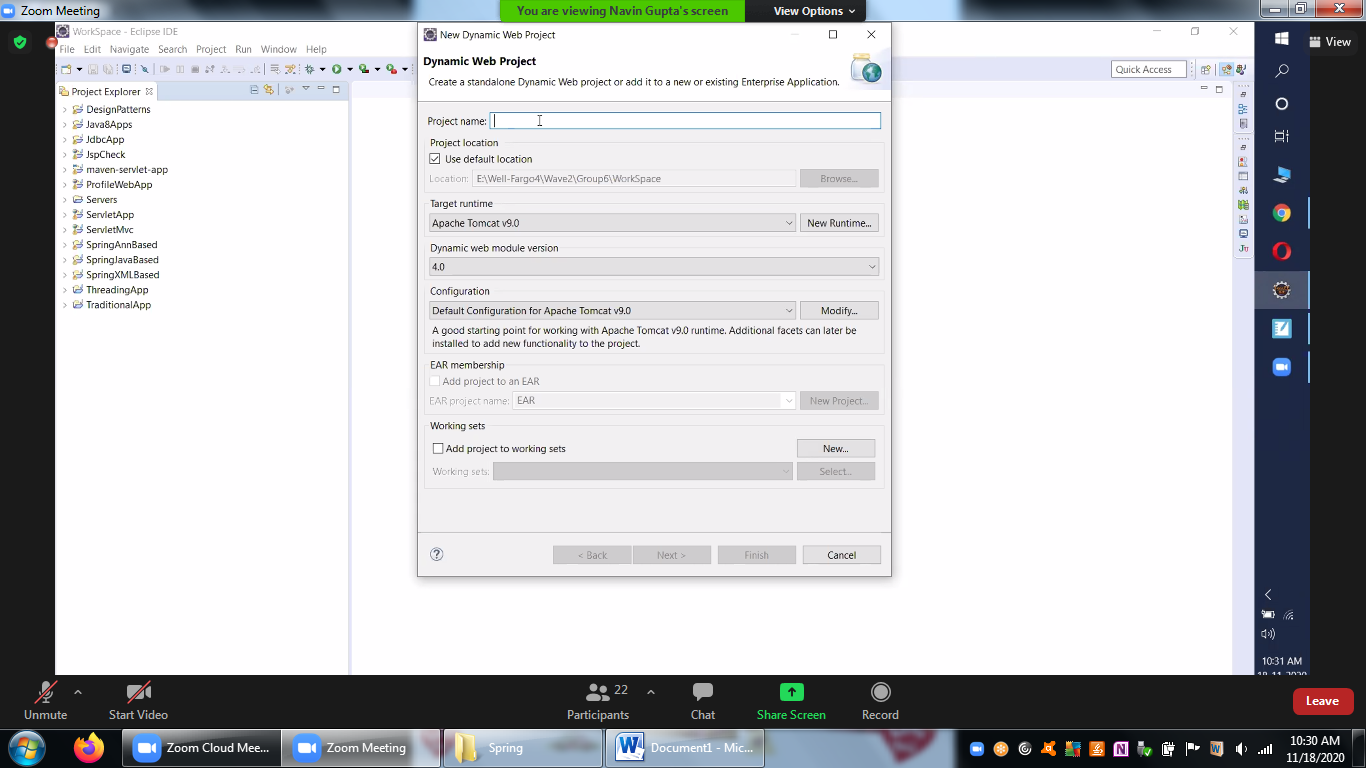 Zoom Meeting
You are viewing Navin Gupta's screen
View Options
WorkSpace - Eclipse IDE
File Edit Navigate Search Project Run Window Help
Quick Access
View
Project Explorer
DesignPatterns
Java8Apps
JdbcApp
JspCheck
maven-servlet-app
ProfileWebApp
Servers
ServletApp
ServletMvc
SpringAnnBased
SpringJavaBased
SpringXMLBased
ThreadingApp
TraditionalApp
New Dynamic Web Project
Dynamic Web Project
Create a standalone Dynamic Web project or add it to a new or existing Enterprise Application.
Project name:
Project location
Use default location
Location: E:\Well-Fargo4\Wave2\Group6\WorkSpace Browse...
Target runtime
Apache Tomcat v9.0 New Runtime...
Dynamic web module version
4.0
Configuration
Default Configuration for Apache Tomcat v9.0 Modify...
A good starting point for working with Apache Tomcat v9.0 runtime. Additional facets can later be
installed to add new functionality to the project.
EAR membership
Add project to an EAR
EAR project name: EAR New Project...
Working sets
Add project to working sets New...
Working sets: Select...
< Back Next > Finish Cancel
10:31 AM
18-11-2020
Unmute Start Video
22
Participants Chat Share Screen Record
Leave
Zoom Cloud Mee... Zoom Meeting Spring Document1 - Mic...
10:30 AM
11/18/2020